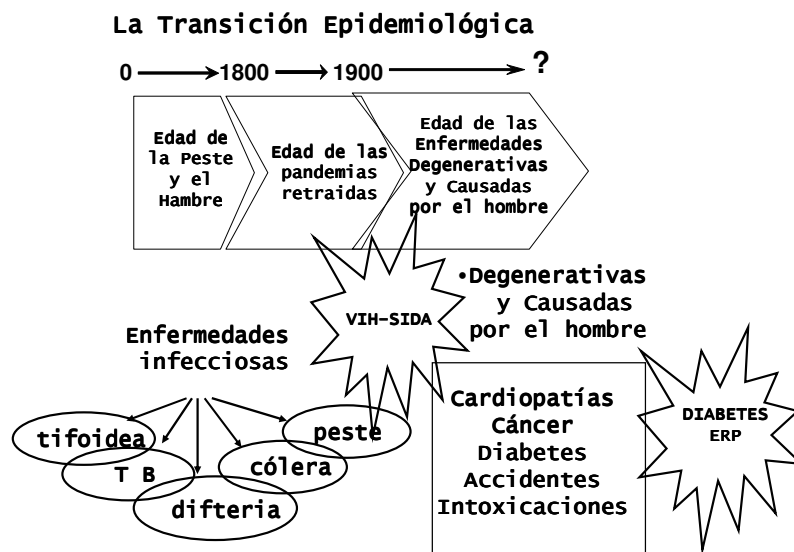 La Transición Epidemiológica
0 1800 1900 ?
Edad de
la Peste
y el
Hambre
Edad de las
pandemias
retraidas
Edad de las
Enfermedades
Degenerativas
y Causadas
por el hombre
VIH-SIDA
•Degenerativas
y Causadas
por el hombre
Enfermedades
infecciosas
tifoidea
T B
difteria
cólera
peste
Cardiopatías
Cáncer
Diabetes
Accidentes
Intoxicaciones
DIABETES
ERP